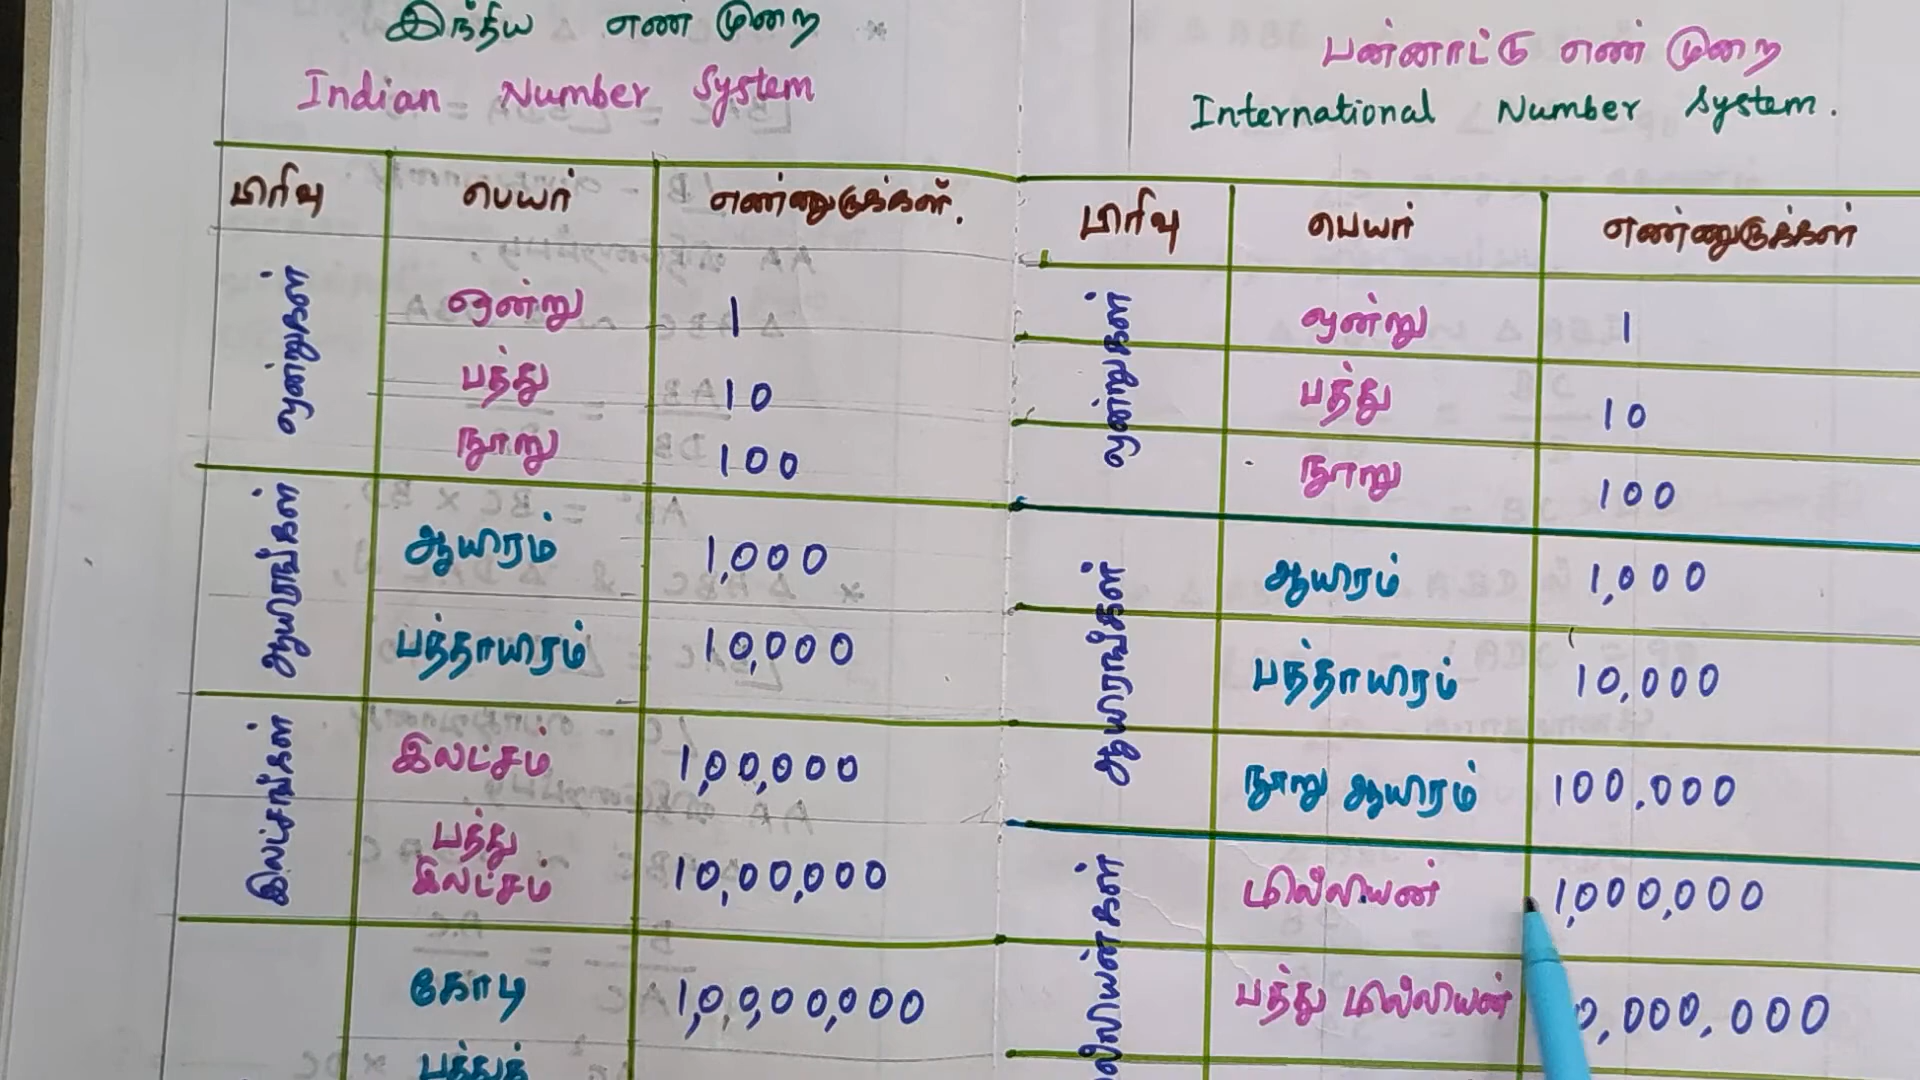 இந்திய எண் முறை
Indian Number System
பிரிவு பெயர் எண்ணுருக்கள்.
ஒன்றுகள்
ஒன்று 1
பத்து 10
நூறு 100
ஆயிரங்கள்
ஆயிரம் 1,000
பத்தாயிரம் 10,000
இலட்சங்கள்
இலட்சம் 1,00,000
பத்து
இலட்சம் 10,00,000
கோடி 1,0,0,00,000
பத்துக்
பன்னாட்டு எண் முறை
International Number System.
பிரிவு பெயர் எண்ணுருக்கள்
ஒன்றுகள்
ஒன்று 1
பத்து 10
நூறு 100
ஆயிரங்கள்
ஆயிரம் 1,000
பத்தாயிரம் 10,000
நூறு ஆயிரம் 100,000
மில்லியன் 1,000,000
பத்து மில்லியன் 0,000,000